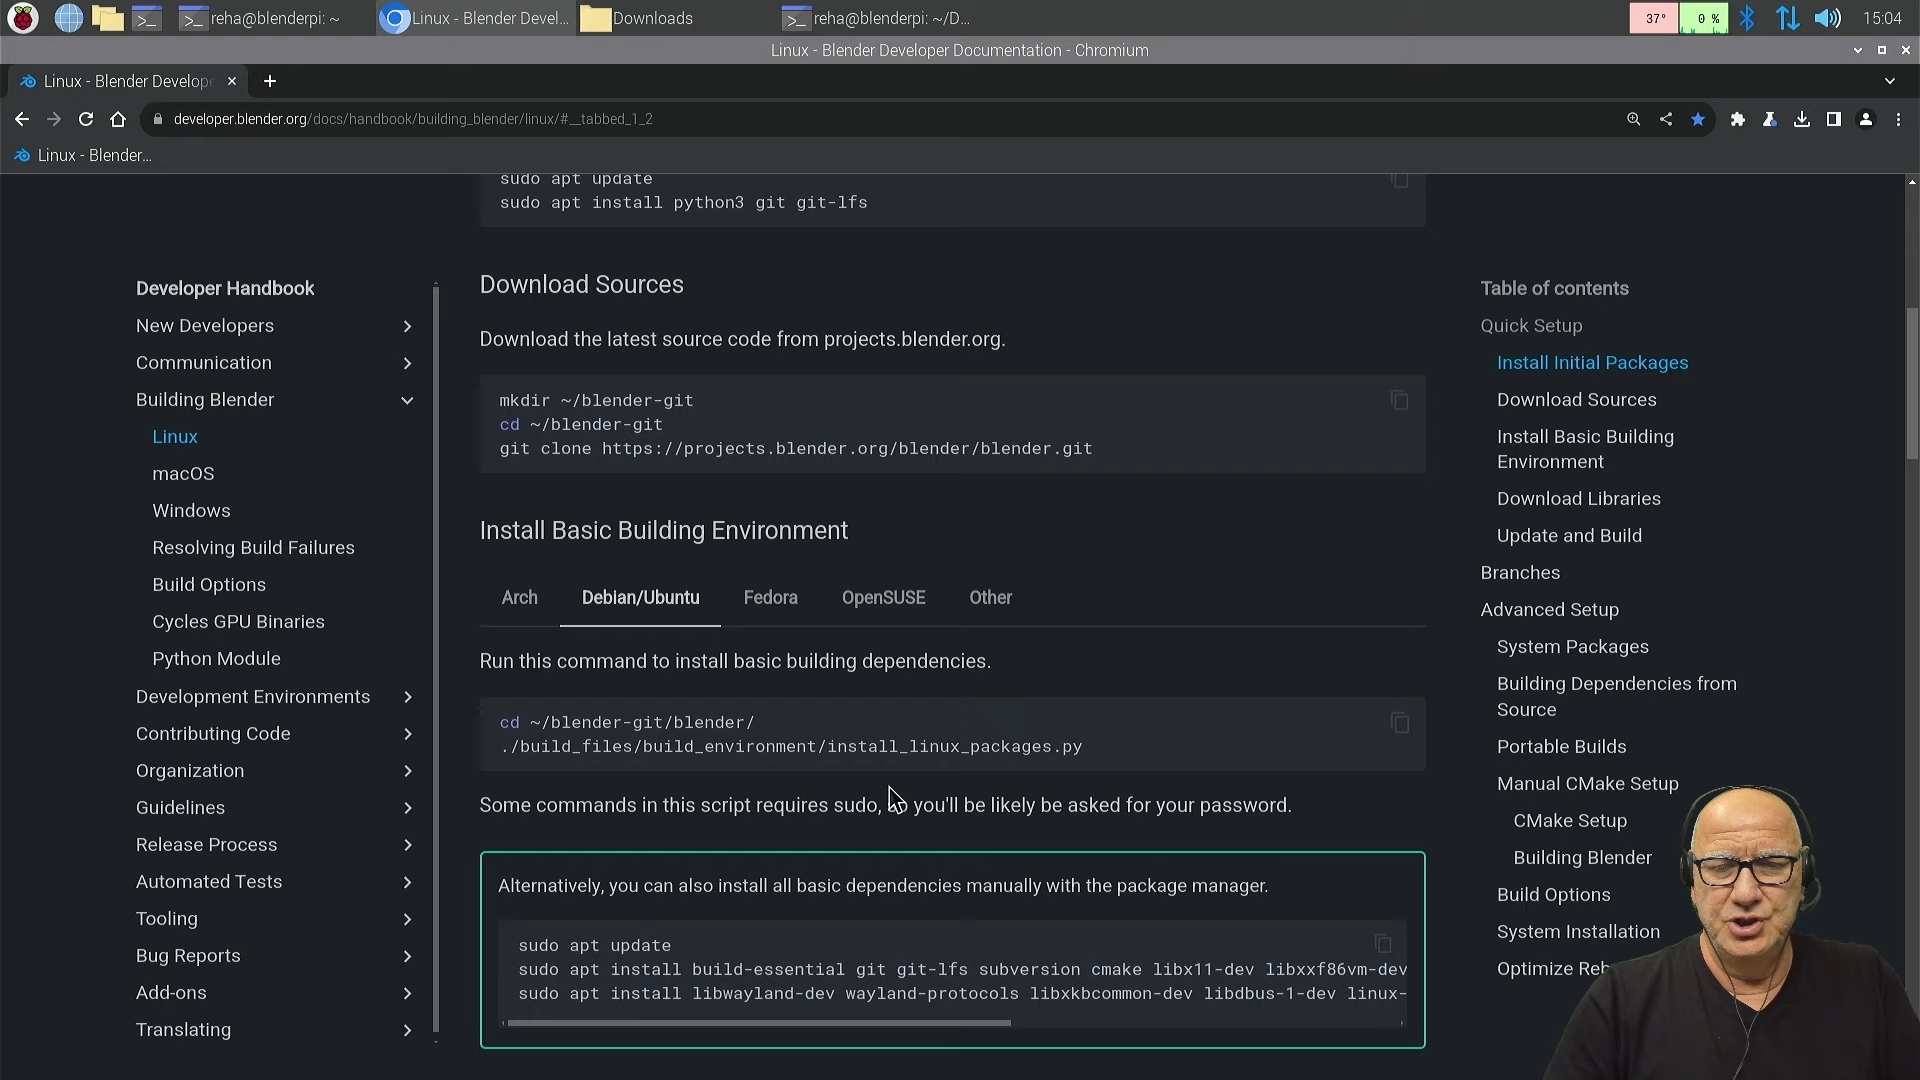 reha@blenderpi: ~
Linux - Blender Devel...
Downloads
reha@blenderpi: ~/D...
37°
0 %
15:04
Linux - Blender Developer Documentation - Chromium
Linux - Blender Develop
developer.blender.org/docs/handbook/building_blender/linux/#__tabbed_1_2
Linux - Blender...
sudo apt update
sudo apt install python3 git git-lfs
Developer Handbook
New Developers
Communication
Building Blender
Linux
macOS
Windows
Resolving Build Failures
Build Options
Cycles GPU Binaries
Python Module
Development Environments
Contributing Code
Organization
Guidelines
Release Process
Automated Tests
Tooling
Bug Reports
Add-ons
Translating
Download Sources
Download the latest source code from projects.blender.org.
mkdir ~/blender-git
cd ~/blender-git
git clone https://projects.blender.org/blender/blender.git
Install Basic Building Environment
Arch
Debian/Ubuntu
Fedora
OpenSUSE
Other
Run this command to install basic building dependencies.
cd ~/blender-git/blender/
./build_files/build_environment/install_linux_packages.py
Some commands in this script requires sudo, you'll be likely be asked for your password.
Alternatively, you can also install all basic dependencies manually with the package manager.
sudo apt update
sudo apt install build-essential git git-lfs subversion cmake libx11-dev libxxf86vm-dev
sudo apt install libwayland-dev wayland-protocols libxkbcommon-dev libdbus-1-dev linux-
Table of contents
Quick Setup
Install Initial Packages
Download Sources
Install Basic Building
Environment
Download Libraries
Update and Build
Branches
Advanced Setup
System Packages
Building Dependencies from
Source
Portable Builds
Manual CMake Setup
CMake Setup
Building Blender
Build Options
System Installation
Optimize Reb